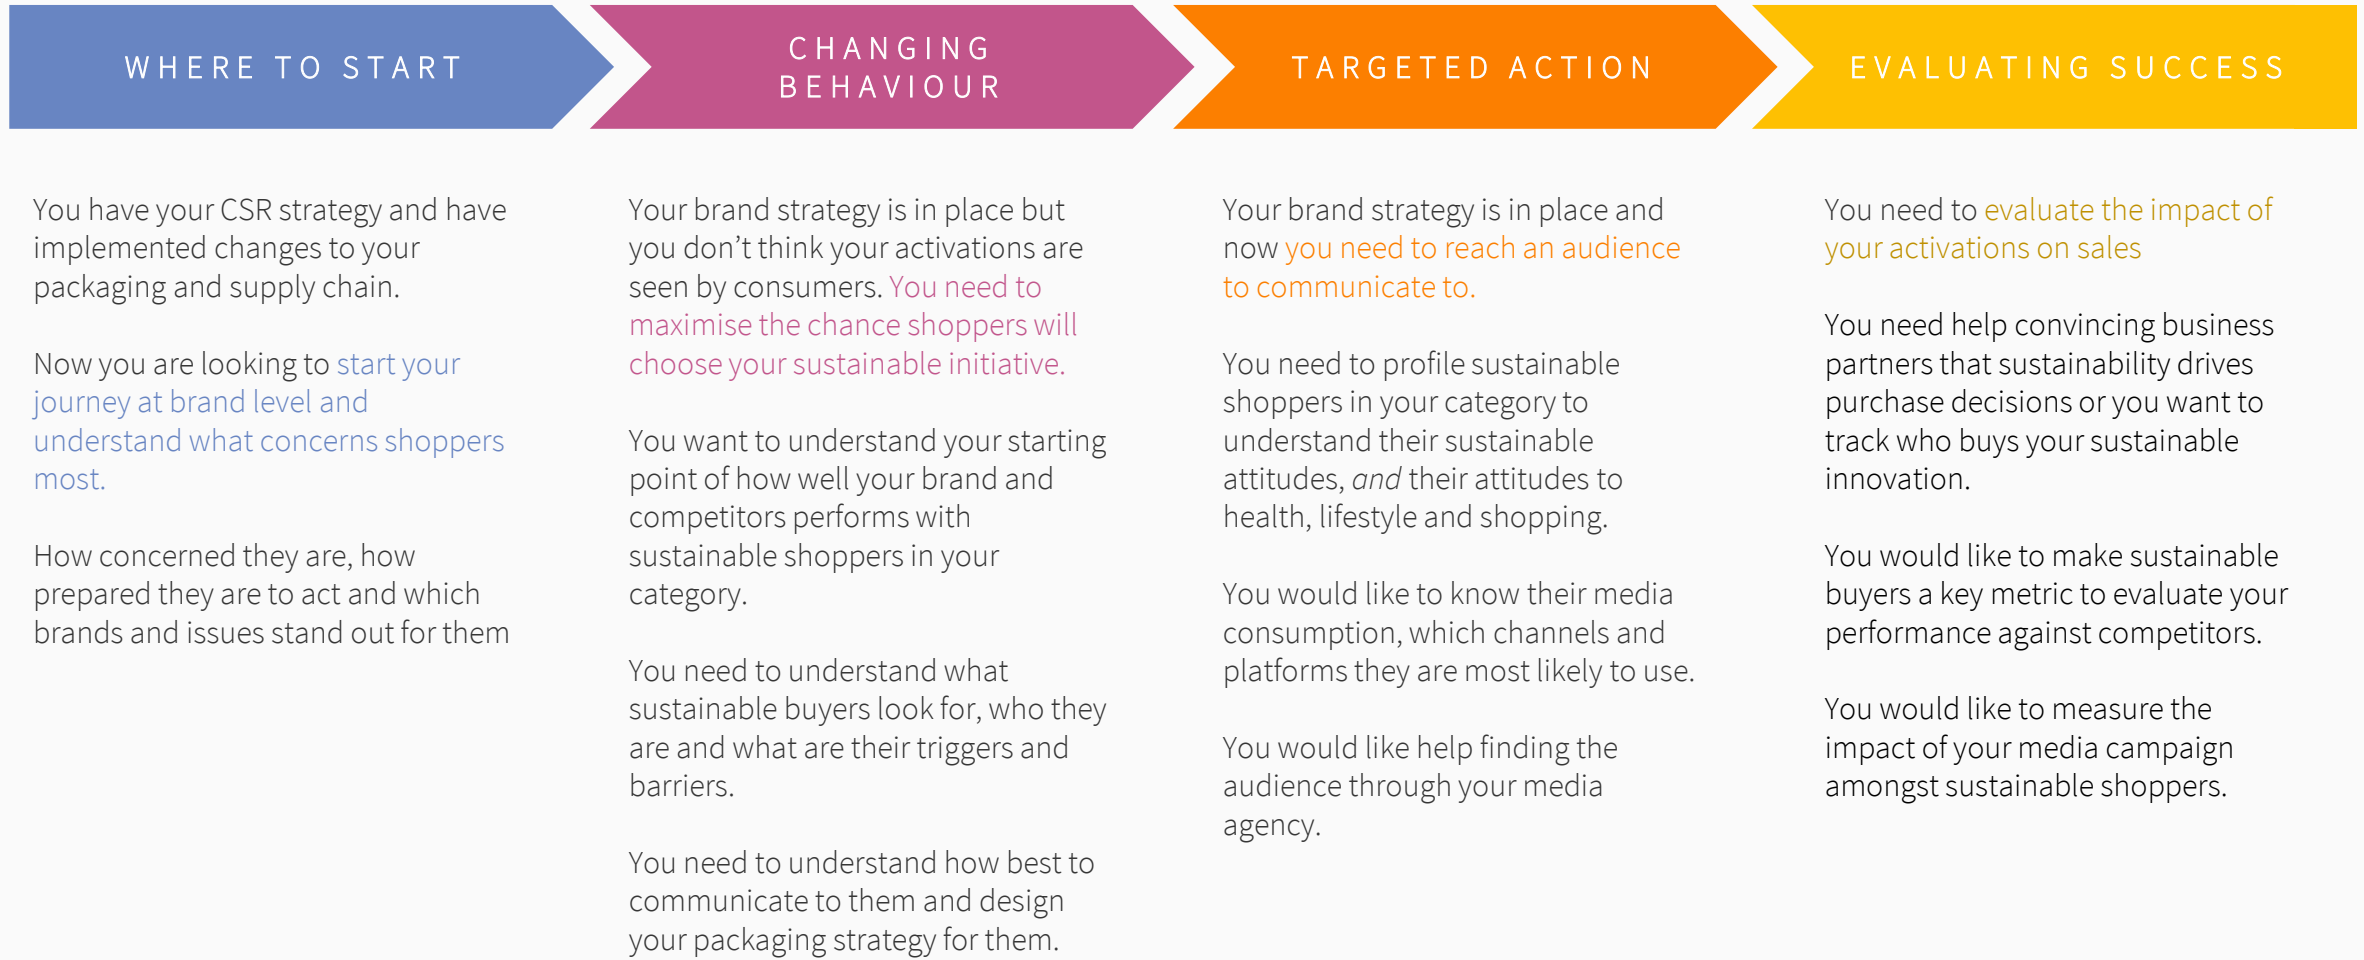 WHERE TO START
CHANGING
BEHAVIOUR
TARGETED ACTION
EVALUATING SUCCESS
You have your CSR strategy and have
implemented changes to your
packaging and supply chain.
Now you are looking to start your
journey at brand level and
understand what concerns shoppers
most.
How concerned they are, how
prepared they are to act and which
brands and issues stand out for them
Your brand strategy is in place but
you don’t think your activations are
seen by consumers. You need to
maximise the chance shoppers will
choose your sustainable initiative.
You want to understand your starting
point of how well your brand and
competitors performs with
sustainable shoppers in your
category.
You need to understand what
sustainable buyers look for, who they
are and what are their triggers and
barriers.
You need to understand how best to
communicate to them and design
your packaging strategy for them.
Your brand strategy is in place and
now you need to reach an audience
to communicate to.
You need to profile sustainable
shoppers in your category to
understand their sustainable
attitudes, and their attitudes to
health, lifestyle and shopping.
You would like to know their media
consumption, which channels and
platforms they are most likely to use.
You would like help finding the
audience through your media
agency.
You need to evaluate the impact of
your activations on sales
You need help convincing business
partners that sustainability drives
purchase decisions or you want to
track who buys your sustainable
innovation.
You would like to make sustainable
buyers a key metric to evaluate your
performance against competitors.
You would like to measure the
impact of your media campaign
amongst sustainable shoppers.